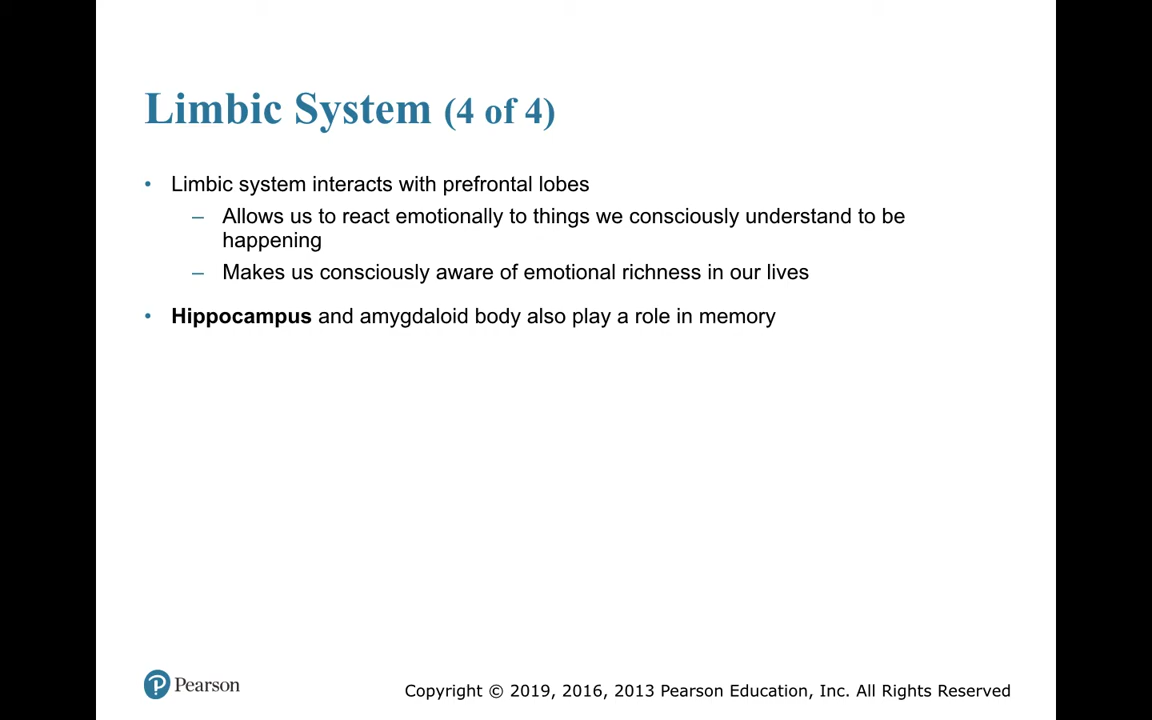 Limbic System (4 of 4)
• Limbic system interacts with prefrontal lobes
– Allows us to react emotionally to things we consciously understand to be
happening
– Makes us consciously aware of emotional richness in our lives
• Hippocampus and amygdaloid body also play a role in memory
Pearson
Copyright © 2019, 2016, 2013 Pearson Education, Inc. All Rights Reserved